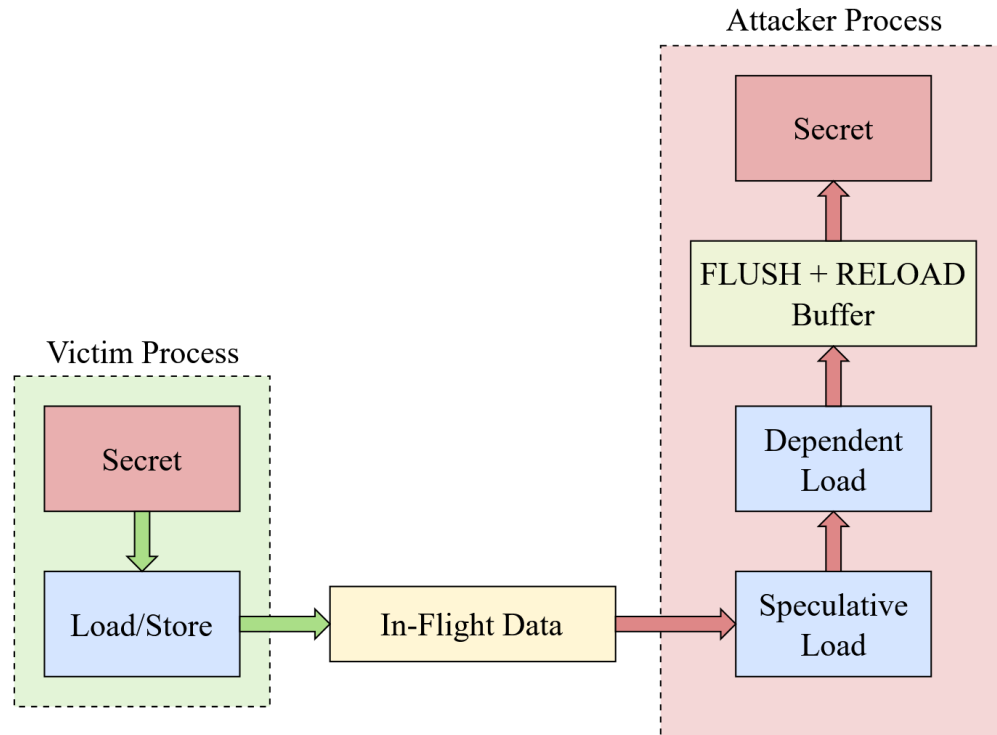 Attacker Process
Secret
FLUSH + RELOAD
Buffer
Victim Process
Secret
Dependent
Load
Load/Store
In-Flight Data
Speculative
Load